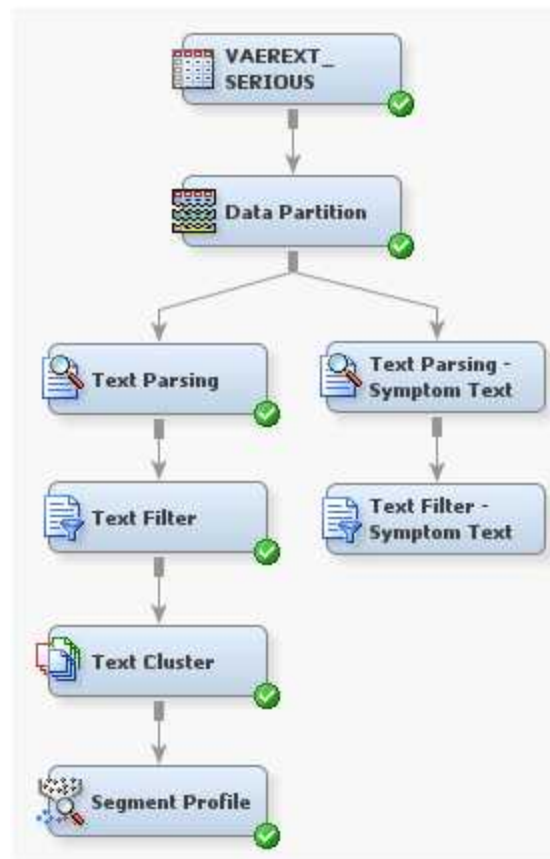 VAEREXT_
SERIOUS
Data Partition
Text Parsing
Text Parsing -
Symptom Text
Text Filter
Text Filter -
Symptom Text
Text Cluster
Segment Profile